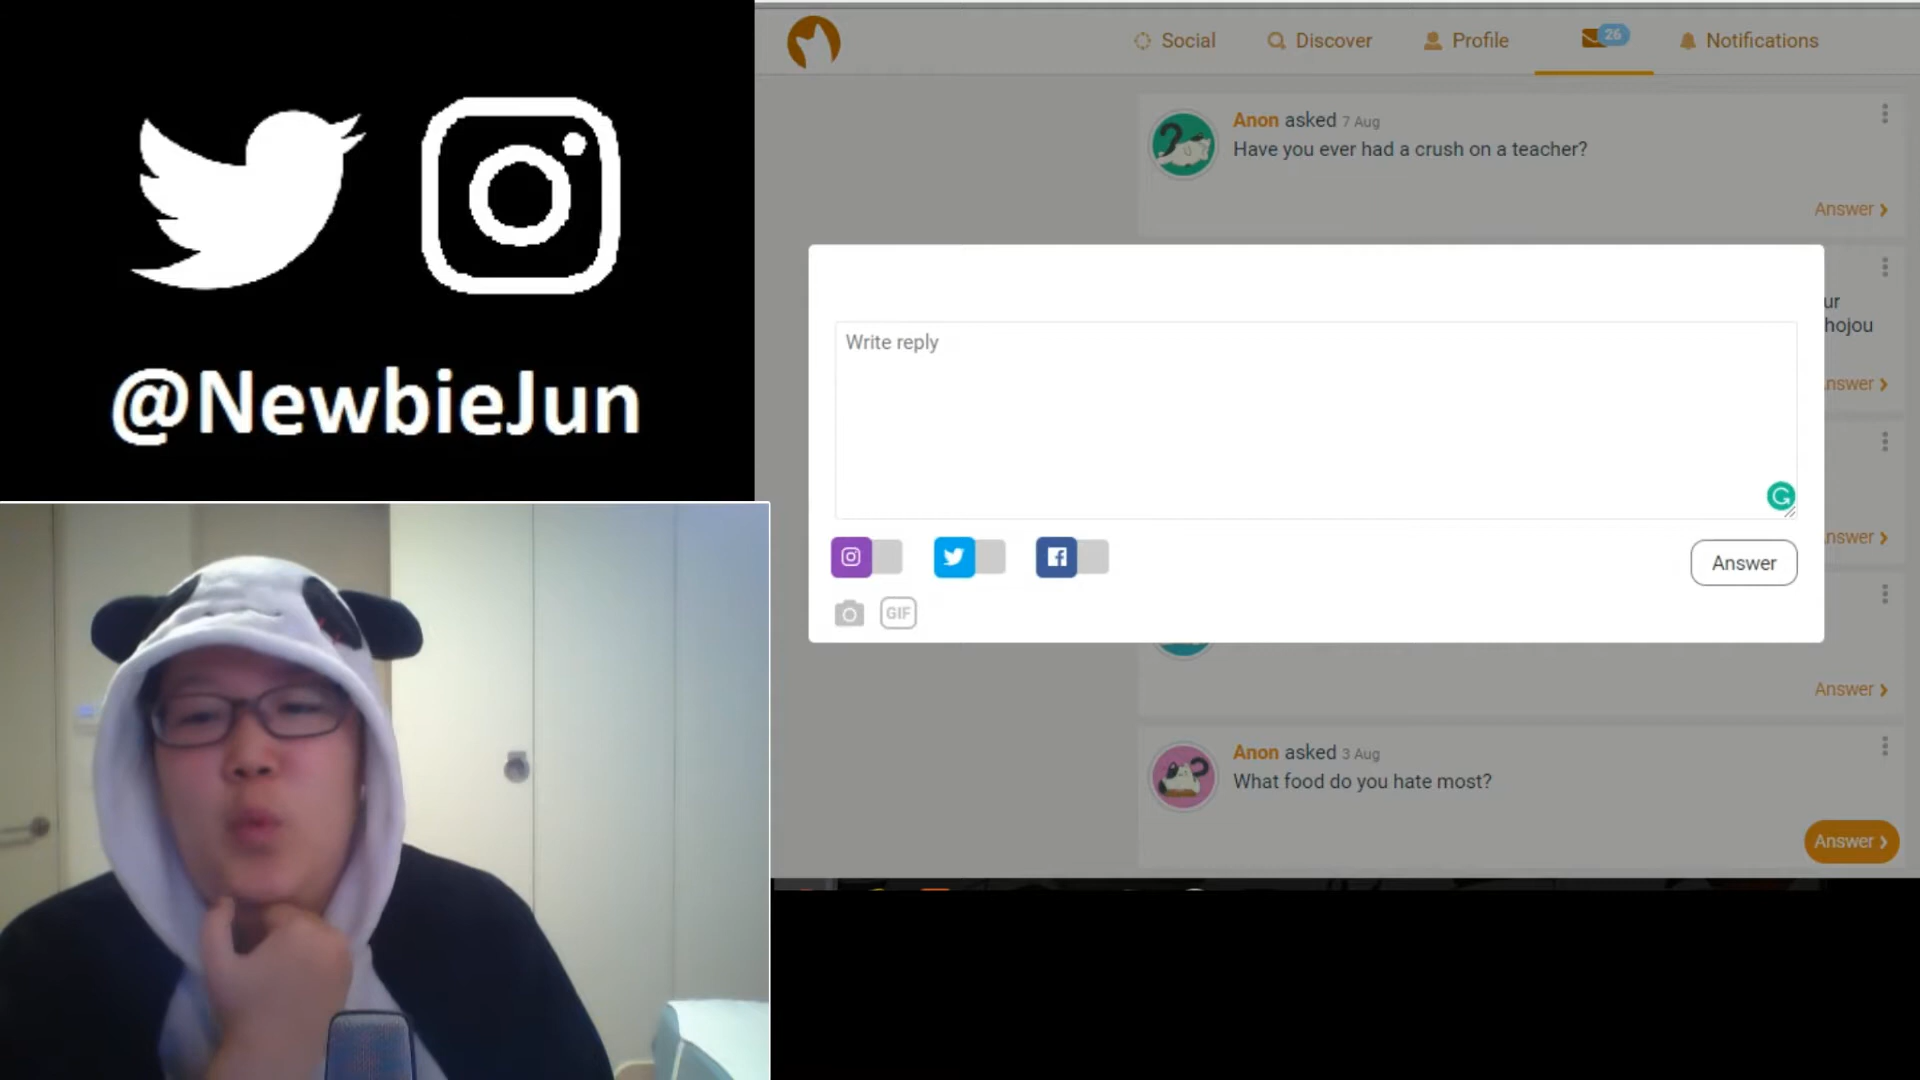 @NewbieJun
Social
Discover
Profile
26
Notifications
Anon asked 7 Aug
Have you ever had a crush on a teacher?
Answer
ur
hojou
nswer
Write reply
nswer
Answer
GIF
Answer
Anon asked 3 Aug
What food do you hate most?
Answer